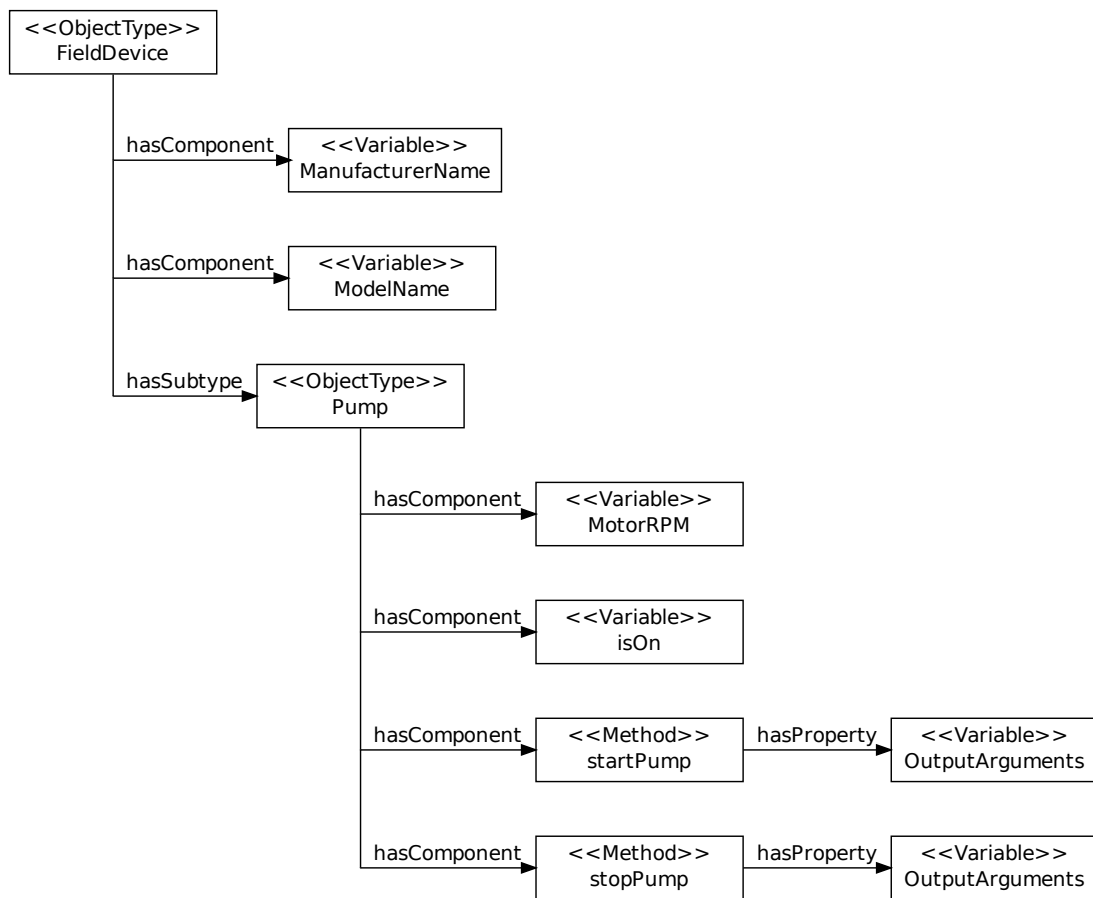 <<ObjectType>>
FieldDevice
hasComponent
<<Variable>>
ManufacturerName
hasComponent
<<Variable>>
ModelName
hasSubtype
<<ObjectType>>
Pump
hasComponent
<<Variable>>
MotorRPM
hasComponent
<<Variable>>
isOn
hasComponent
<<Method>>
startPump
hasProperty
<<Variable>>
OutputArguments
hasComponent
<<Method>>
stopPump
hasProperty
<<Variable>>
OutputArguments